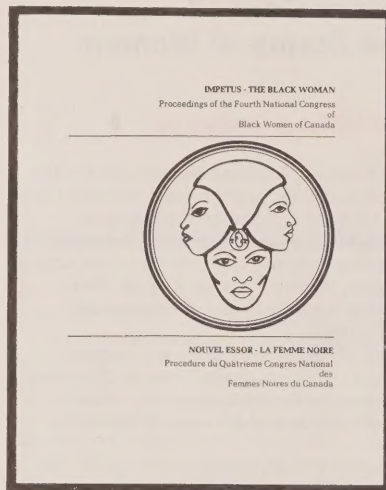 IMPETUS - THE BLACK WOMAN
Proceedings of the Fourth National Congress
of
Black Women of Canada
NOUVEL ESSOR - LA FEMME NOIRE
Procedure du Quatrieme Congres National
des
Femmes Noires du Canada